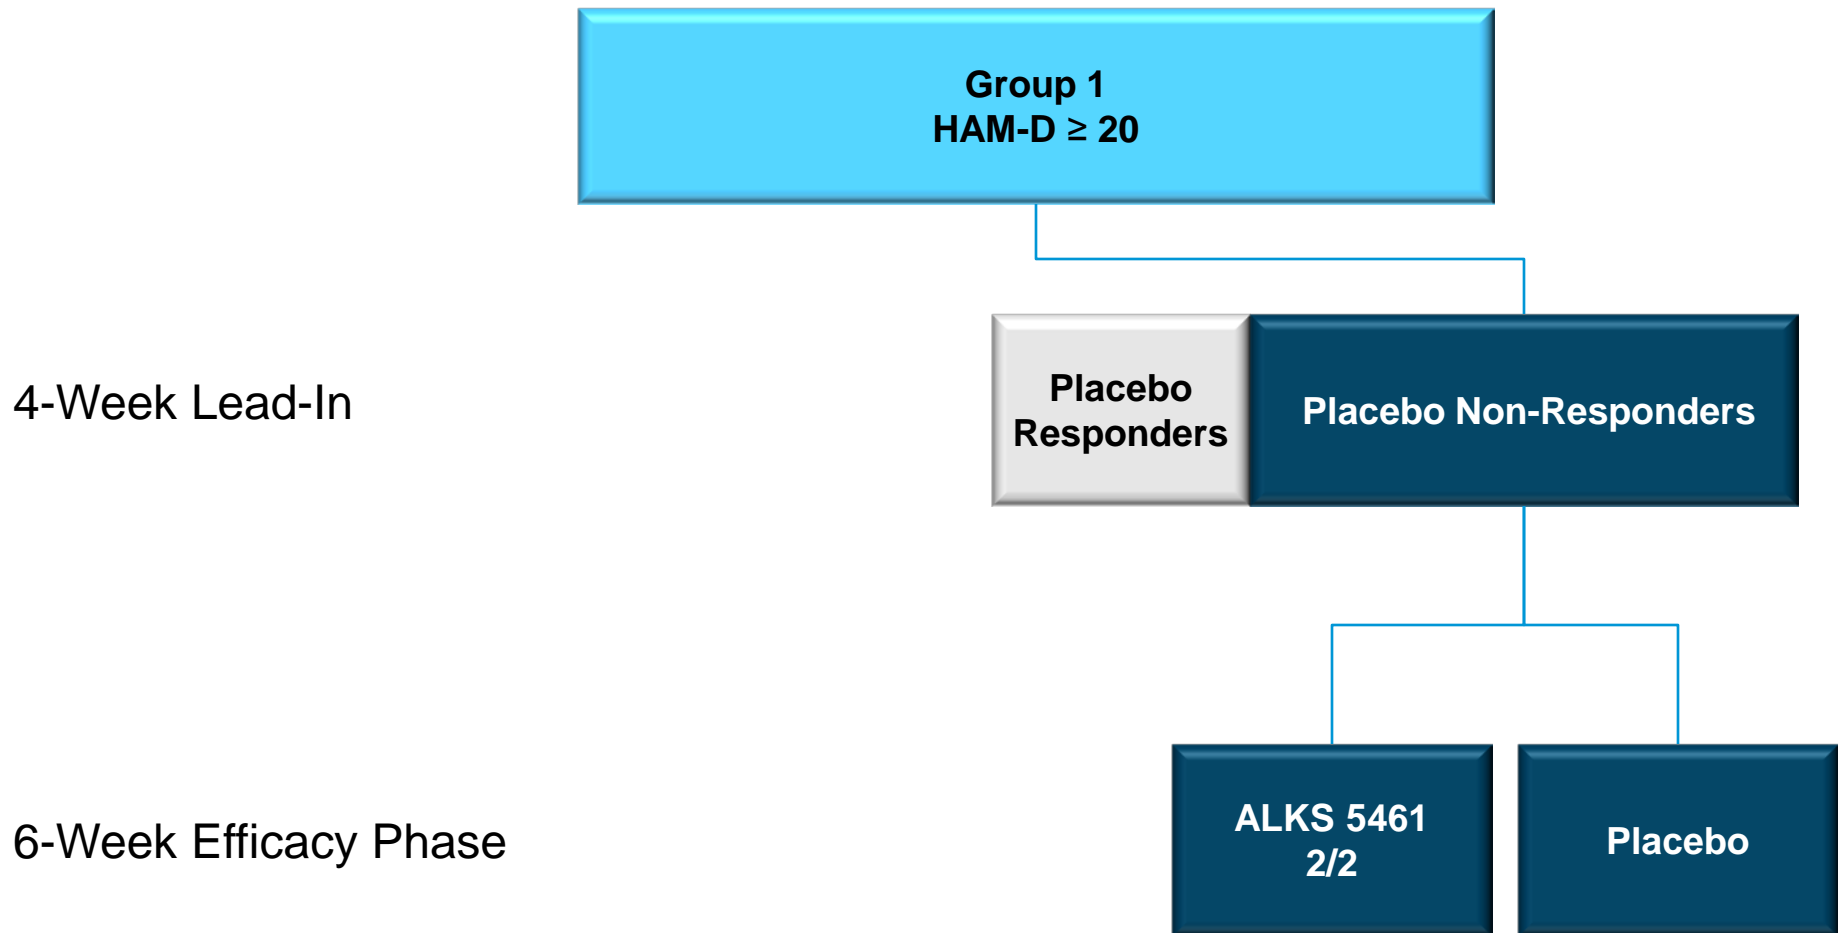 Group 1
HAM-D ≥ 20
4-Week Lead-In
Placebo
Responders
Placebo Non-Responders
6-Week Efficacy Phase
ALKS 5461
2/2
Placebo